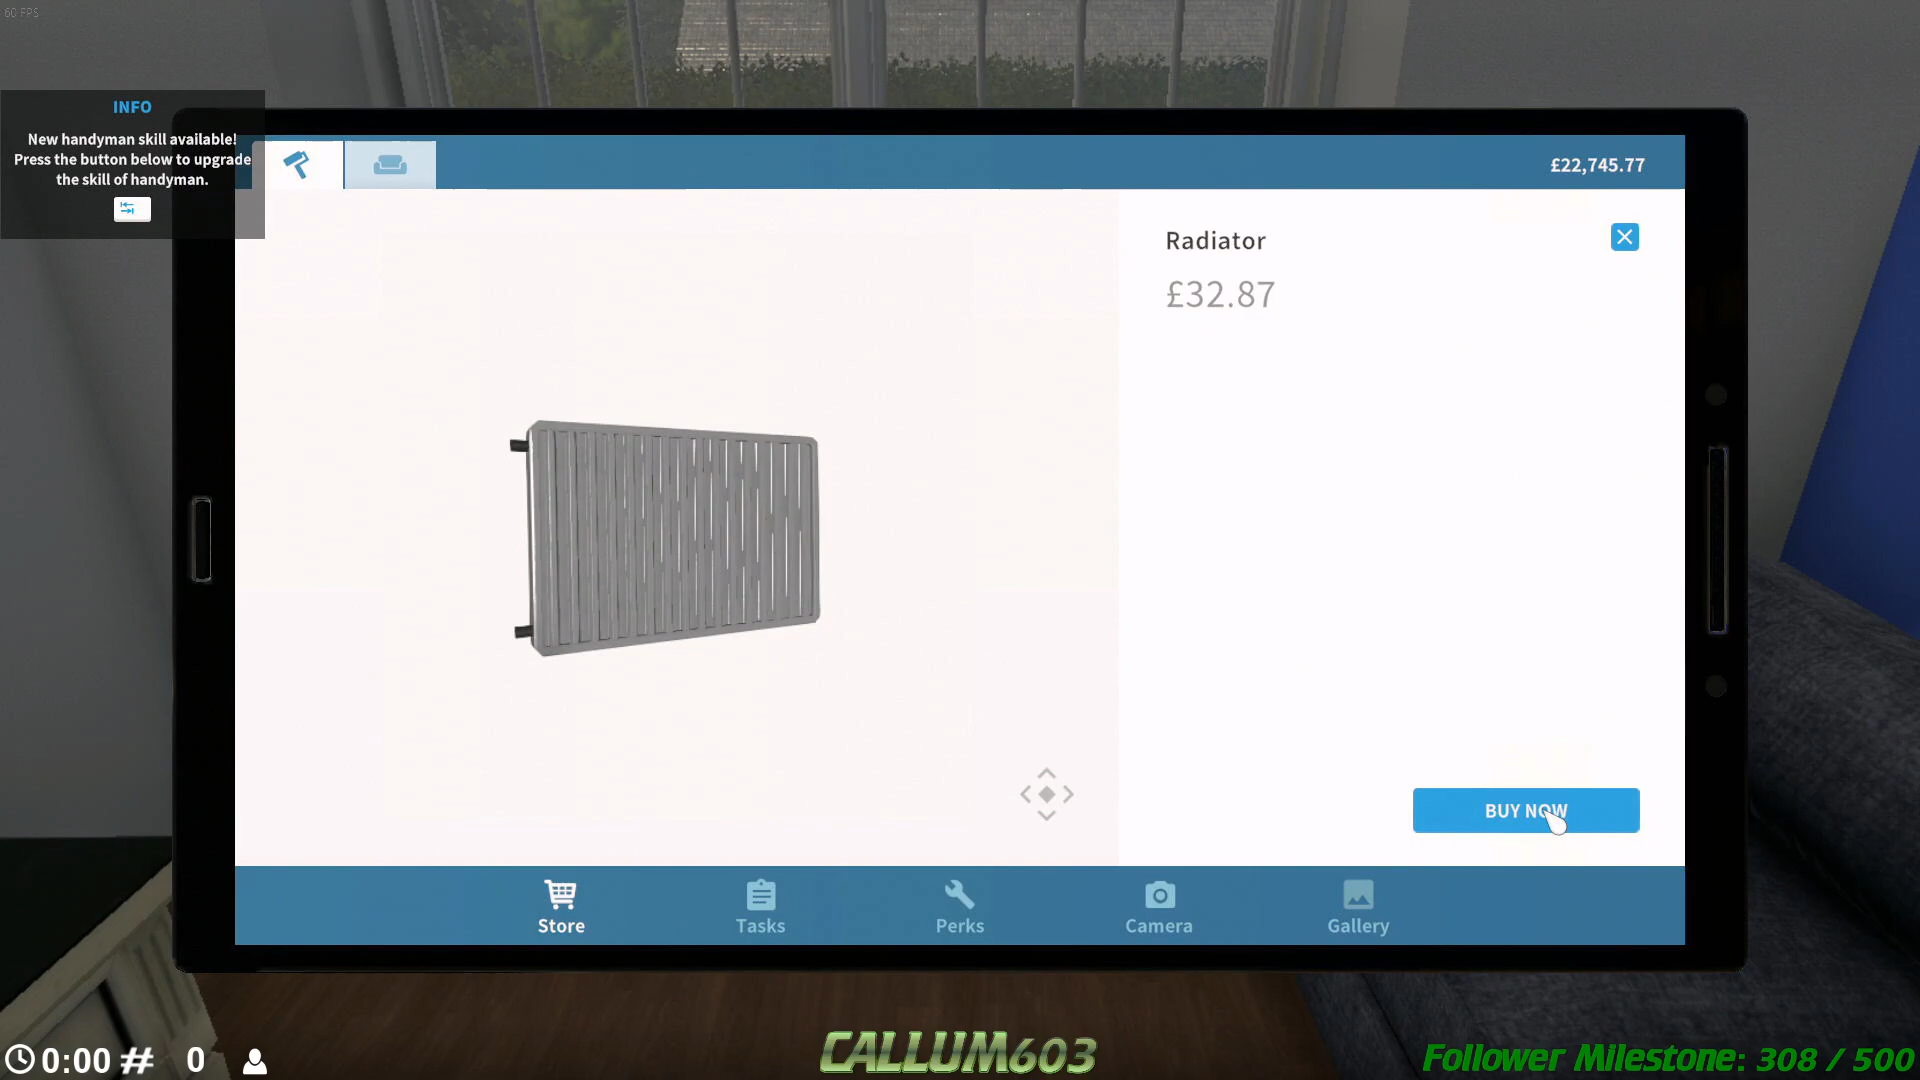 60 FPS
INFO
New handyman skill available!
Press the button below to upgrade
the skill of handyman.
£22,745.77
Radiator
£32.87
BUY NOW
Store
Tasks
Perks
Camera
Gallery
0:00 # 0
CALLUM603
Follower Milestone: 308 / 500